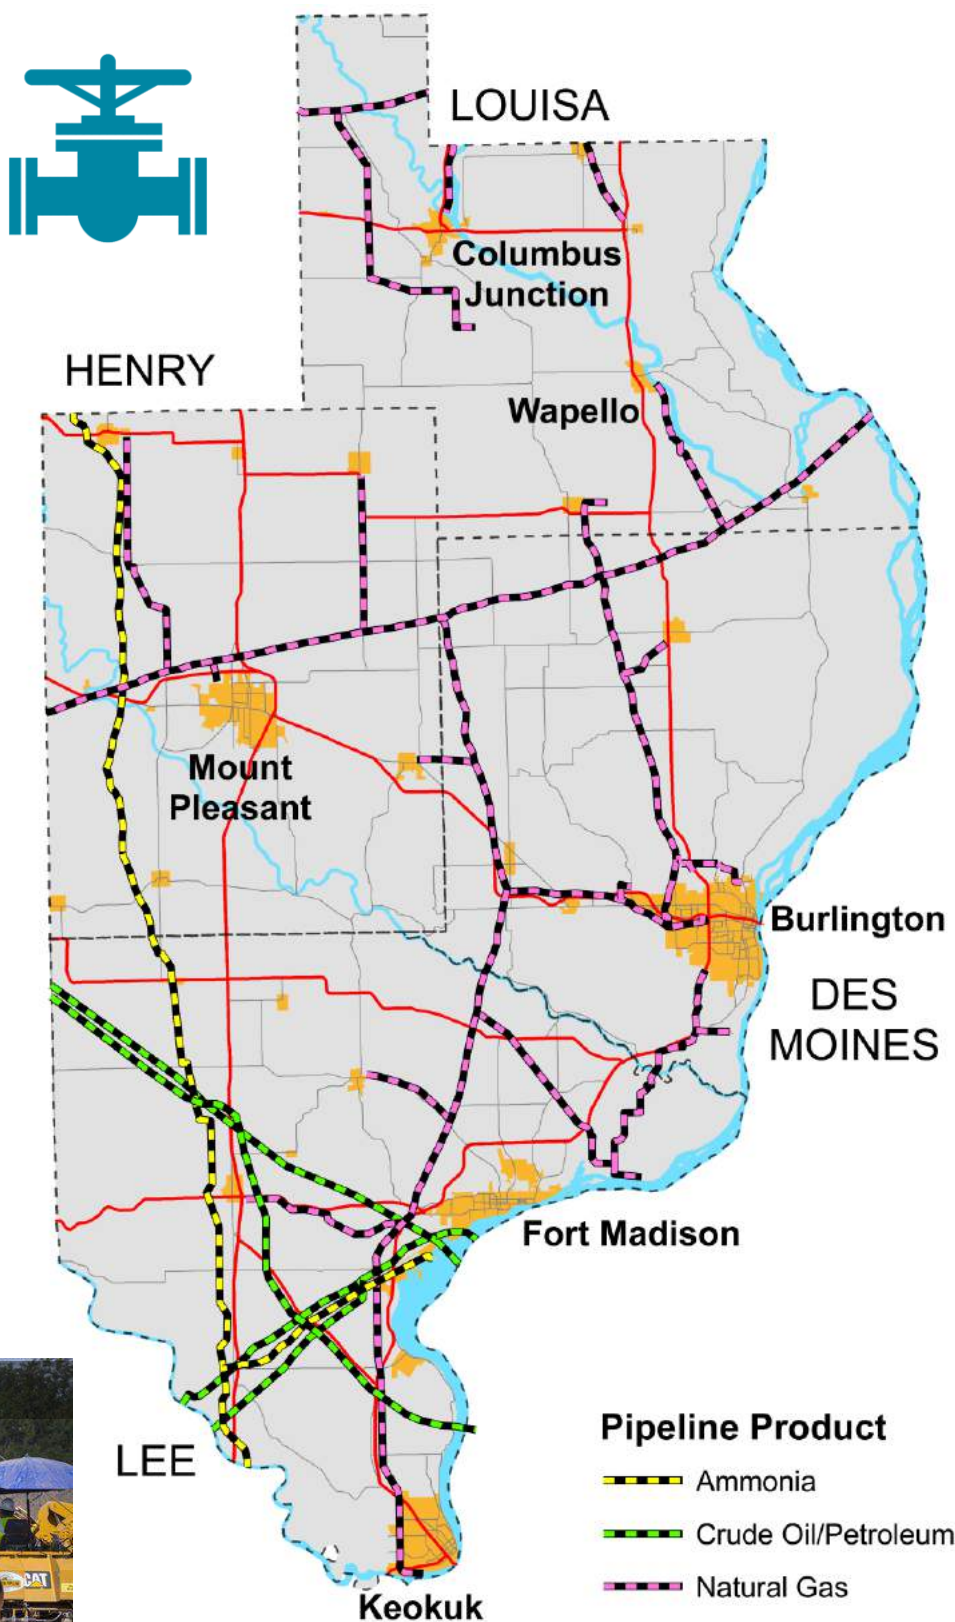 LOUISA
Columbus
Junction
HENRY
Wapello
Mount
Pleasant
Burlington
DES
MOINES
Fort Madison
LEE
Pipeline Product
Ammonia
Crude Oil/Petroleum
Natural Gas
CAT
Keokuk